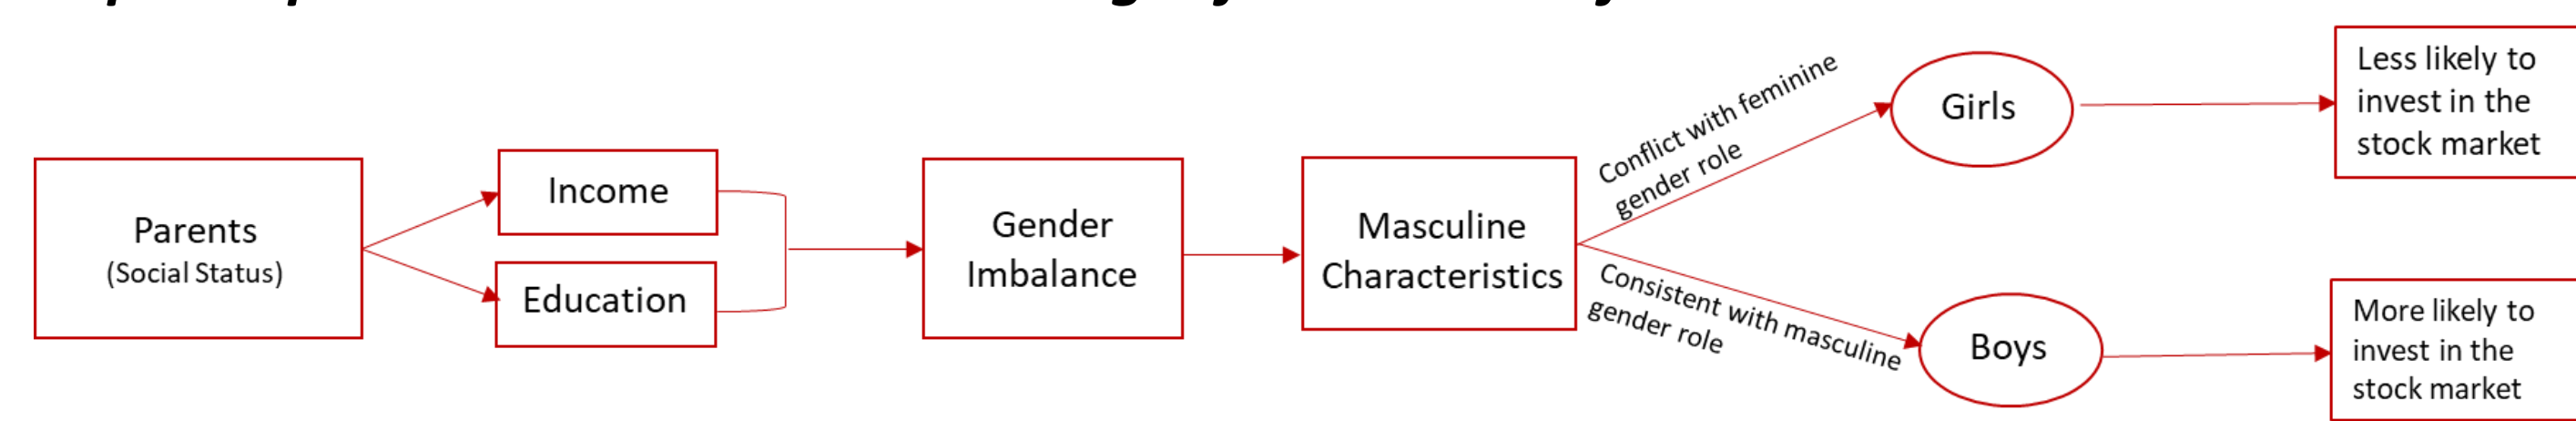 Parents
(Social Status)
Income
Education
Gender
Imbalance
Masculine
Characteristics
Conflict with feminine
gender role
Consistent with masculine
gender role
Girls
Boys
Less likely to
invest in the
stock market
More likely to
invest in the
stock market